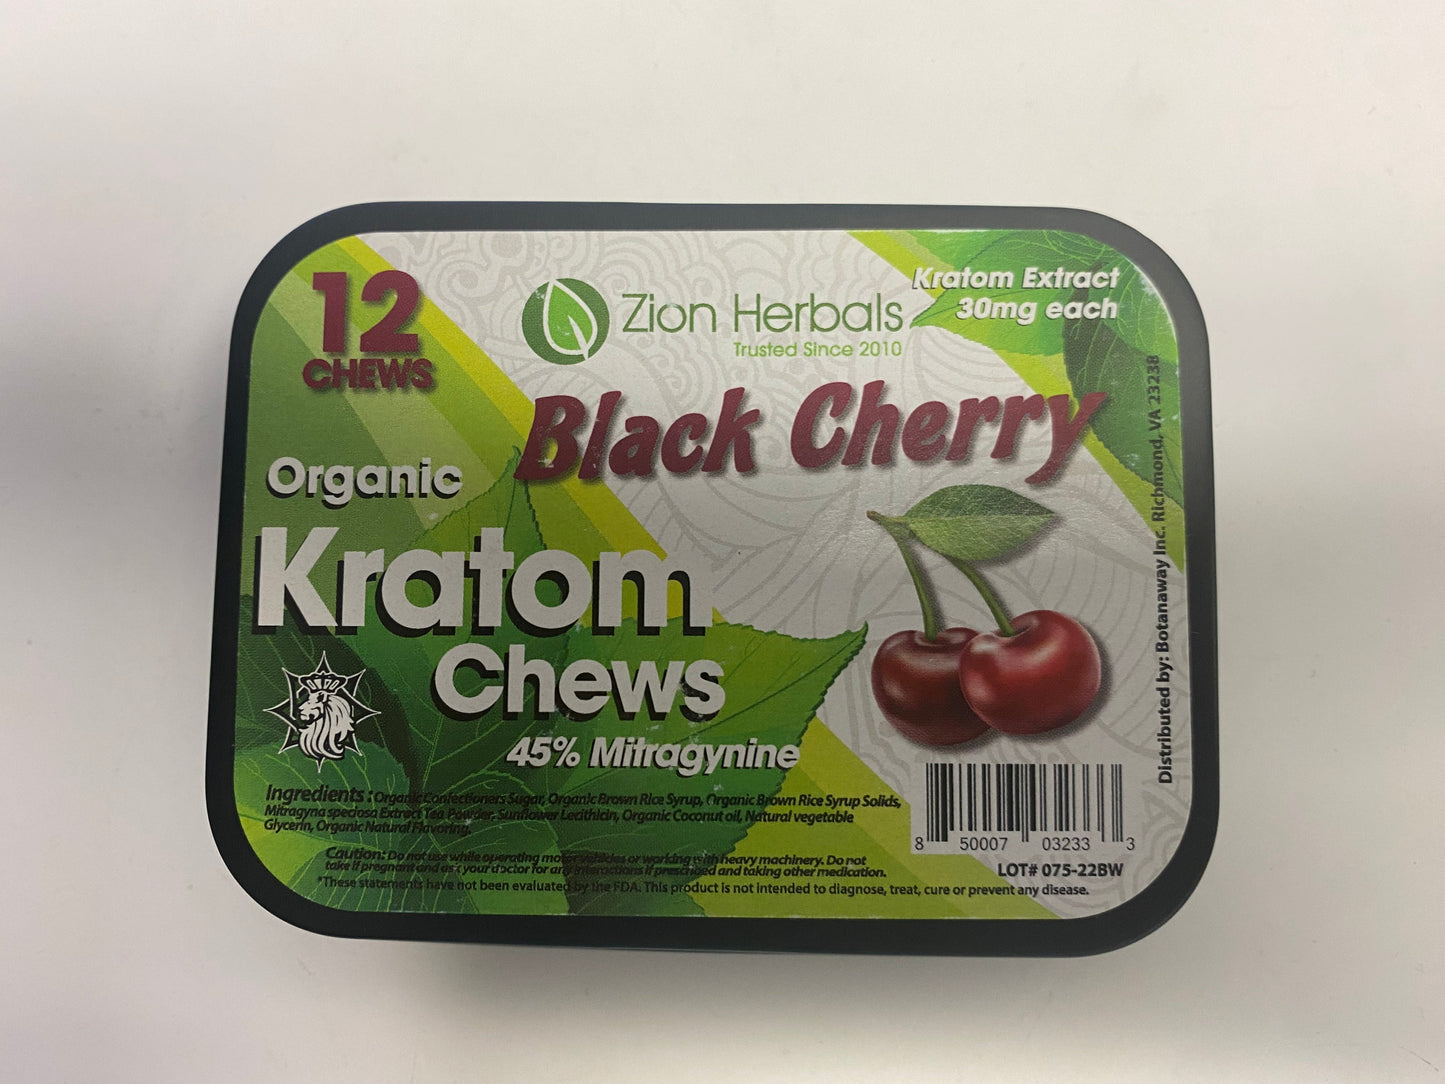 12
CHEWS
Zion Herbals
Trusted Since 2010
Kratom Extract
30mg each
Black Cherry
Organic
Kratom
Chews
45% Mitragynine
Ingredients : Organic Confectioners Sugar, Organic Brown Rice Syrup, Organic Brown Rice Syrup Solids,
Mitragyna speciosa Extract Tea Powder, Sunflower Lecithicin, Organic Coconut oil, Natural vegetable
Glycerin, Organic Natural Flavoring.
Caution: Do not use while operating motor vehicles or working with heavy machinery. Do not
take if pregnant and ask your doctor for any interactions if prescribed and taking other medication.
*These statements have not been evaluated by the FDA. This product is not intended to diagnose, treat, cure or prevent any disease.
8 50007 03233 3
LOT# 075-22BW
Distributed by: Botanaway Inc. Richmond, VA 23238